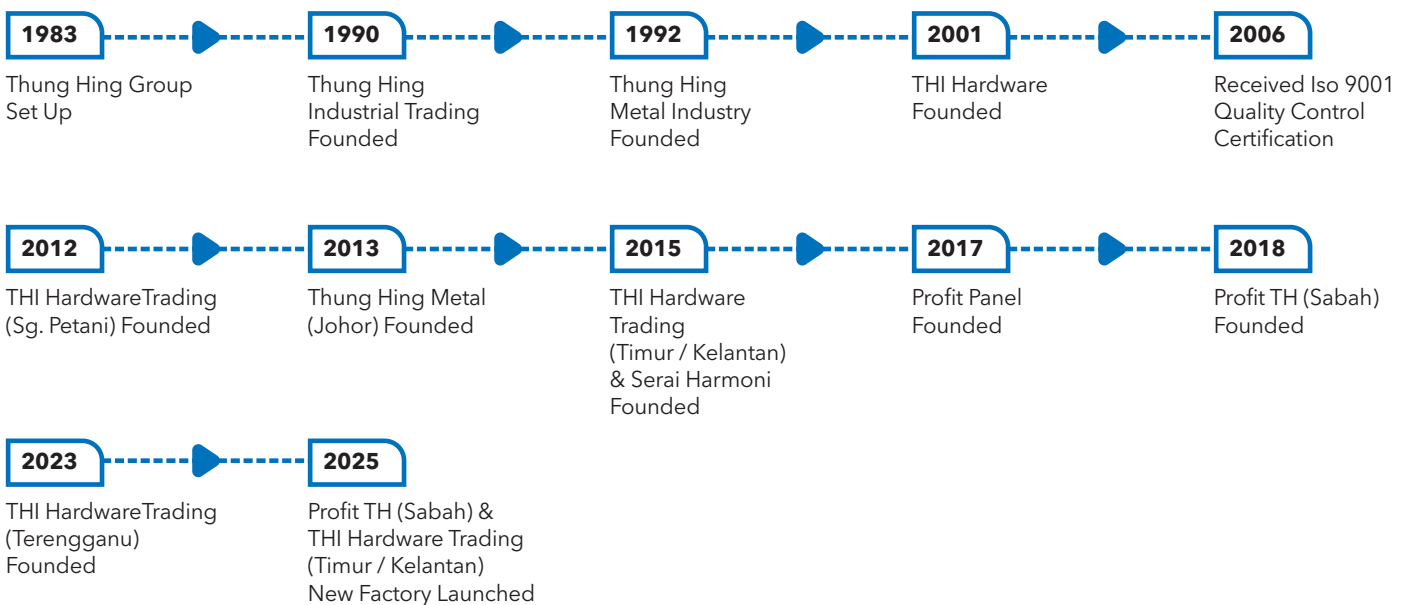 1983
Thung Hing Group
Set Up
1990
Thung Hing
Industrial Trading
Founded
1992
Thung Hing
Metal Industry
Founded
2001
THI Hardware
Founded
2006
Received Iso 9001
Quality Control
Certification
2012
THI HardwareTrading
(Sg. Petani) Founded
2013
Thung Hing Metal
(Johor) Founded
2015
THI Hardware
Trading
(Timur / Kelantan)
& Serai Harmoni
Founded
2017
Profit Panel
Founded
2018
Profit TH (Sabah)
Founded
2023
THI HardwareTrading
(Terengganu)
Founded
2025
Profit TH (Sabah) &
THI Hardware Trading
(Timur / Kelantan)
New Factory Launched